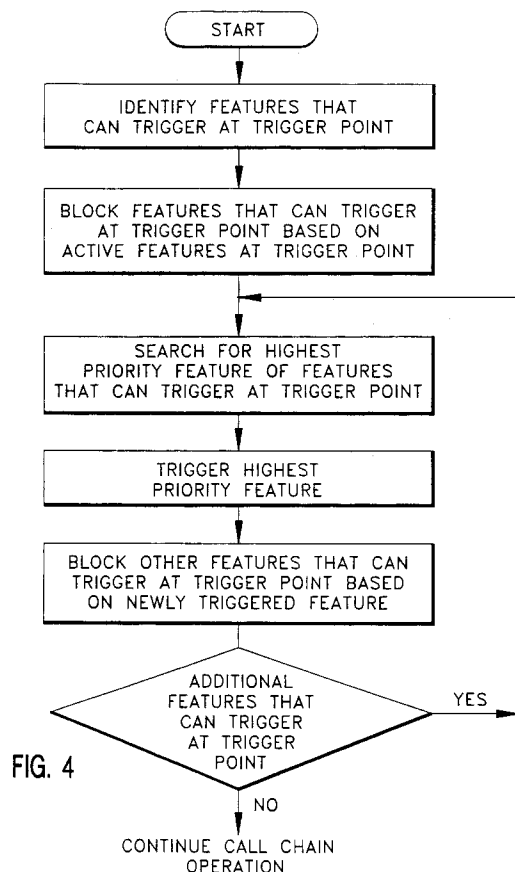 START
IDENTIFY FEATURES THAT
CAN TRIGGER AT TRIGGER POINT
BLOCK FEATURES THAT CAN TRIGGER
AT TRIGGER POINT BASED ON
ACTIVE FEATURES AT TRIGGER POINT
SEARCH FOR HIGHEST
PRIORITY FEATURE OF FEATURES
THAT CAN TRIGGER AT TRIGGER POINT
TRIGGER HIGHEST
PRIORITY FEATURE
BLOCK OTHER FEATURES THAT CAN
TRIGGER AT TRIGGER POINT BASED
ON NEWLY TRIGGERED FEATURE
ADDITIONAL
FEATURES THAT
CAN TRIGGER
AT TRIGGER
POINT
YES
FIG. 4
NO
CONTINUE CALL CHAIN
OPERATION